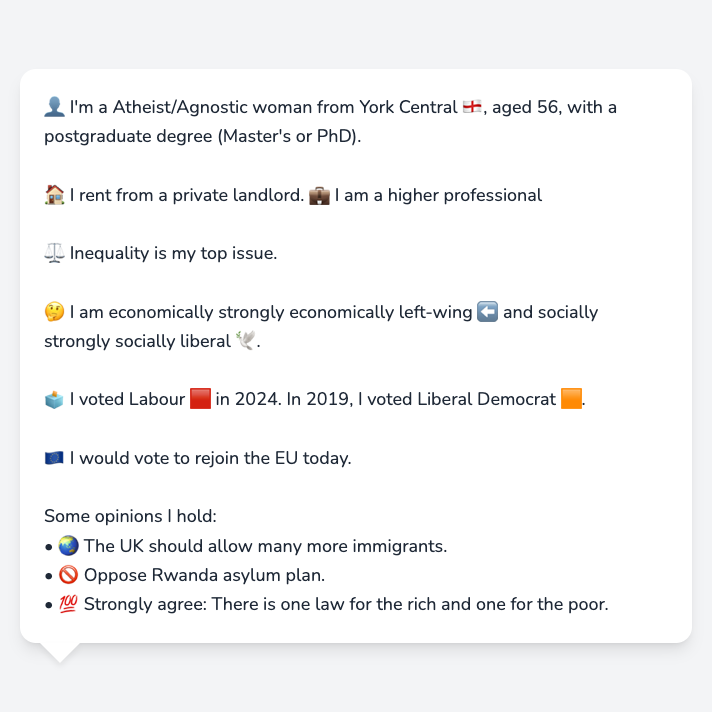 👤 I'm a Atheist/Agnostic woman from York Central 🏴󠁧󠁢󠁥󠁮󠁧󠁿, aged 56, with a
postgraduate degree (Master's or PhD).
🏠 I rent from a private landlord. 💼 I am a higher professional
⚖️ Inequality is my top issue.
🤔 I am economically strongly economically left-wing ⬅️ and socially
strongly socially liberal 🕊️.
🗳️ I voted Labour 🟥 in 2024. In 2019, I voted Liberal Democrat 🟧.
🇪🇺 I would vote to rejoin the EU today.
Some opinions I hold:
• 🌏 The UK should allow many more immigrants.
• 🚫 Oppose Rwanda asylum plan.
• 💯 Strongly agree: There is one law for the rich and one for the poor.